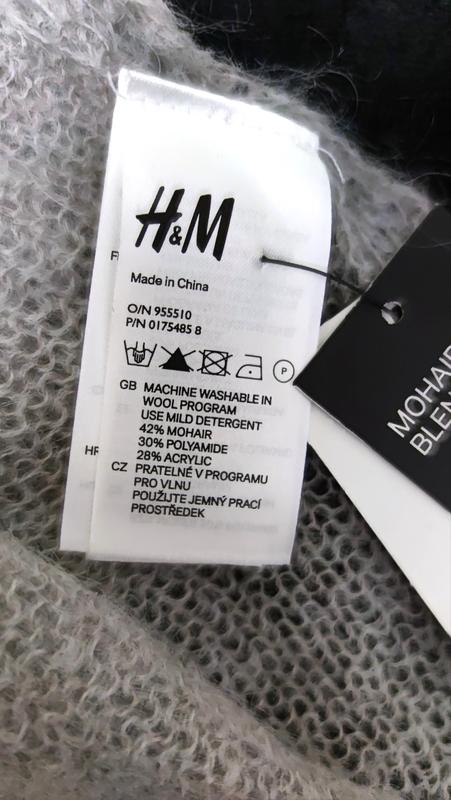 H&M
Made in China
O/N 955510
P/N 0175485 8
P
GB MACHINE WASHABLE IN
WOOL PROGRAM
USE MILD DETERGENT
42% MOHAIR
30% POLYAMIDE
28% ACRYLIC
HR
CZ PRATELNÉ V PROGRAMU
PRO VLNU
POUŽIJTE JEMNÝ PRACÍ
PROSTŘEDEK
MOHAIR
BLEN